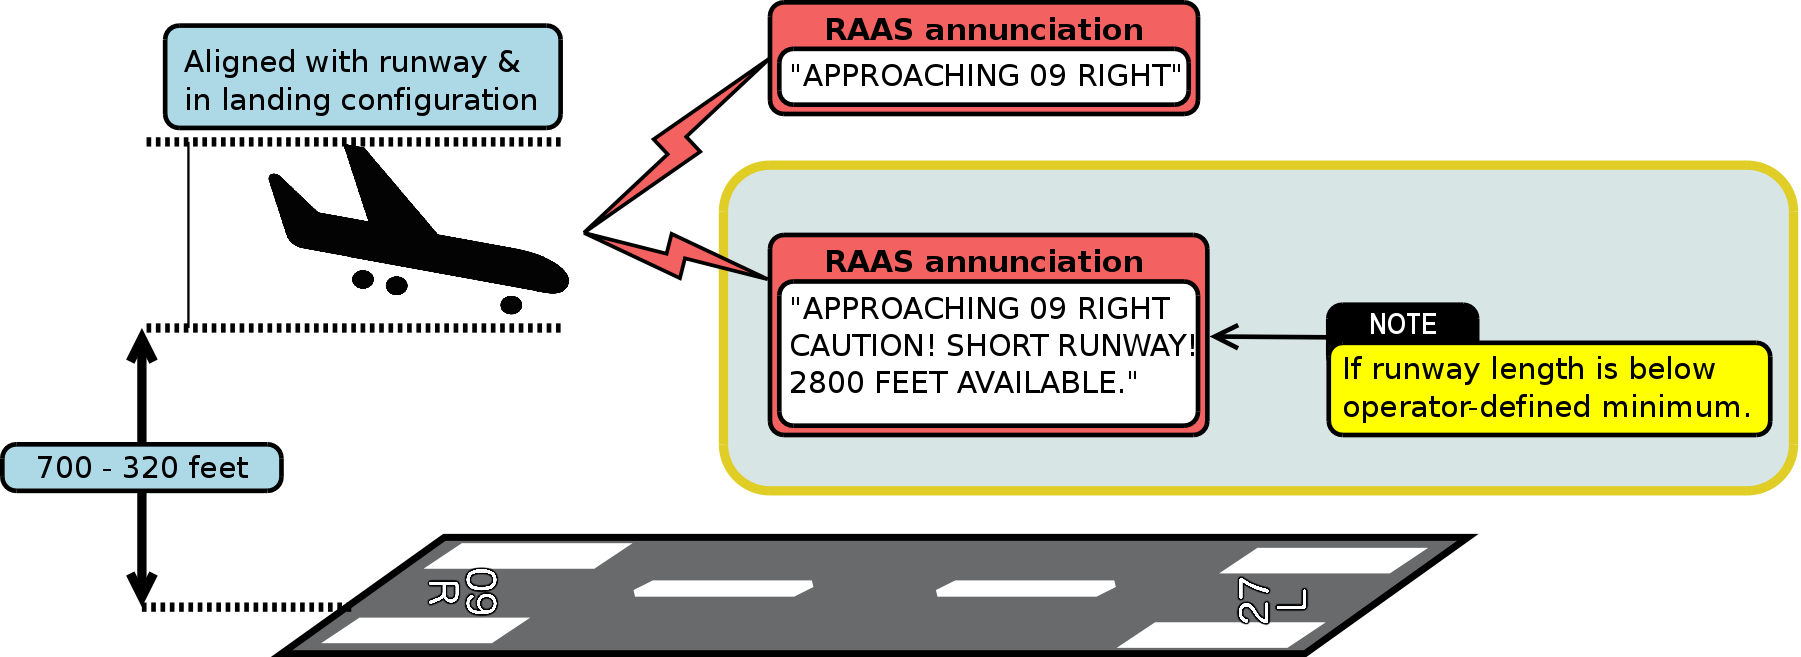 Aligned with runway &
in landing configuration
RAAS annunciation
"APPROACHING 09 RIGHT"
RAAS annunciation
"APPROACHING 09 RIGHT
CAUTION! SHORT RUNWAY!
2800 FEET AVAILABLE."
NOTE
If runway length is below
operator-defined minimum.
700 - 320 feet
09
R
27
L